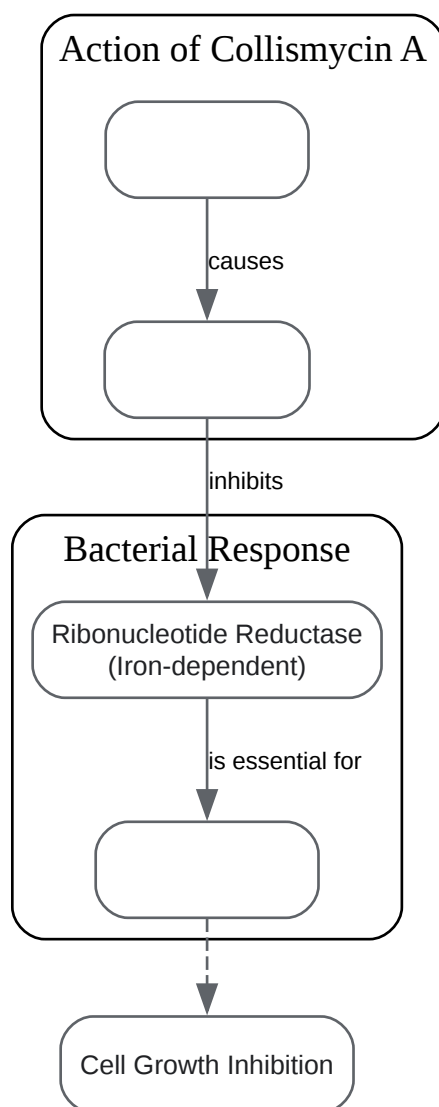 Action of Collismycin A
causes
inhibits
Bacterial Response
Ribonucleotide Reductase
(Iron-dependent)
is essential for
Cell Growth Inhibition